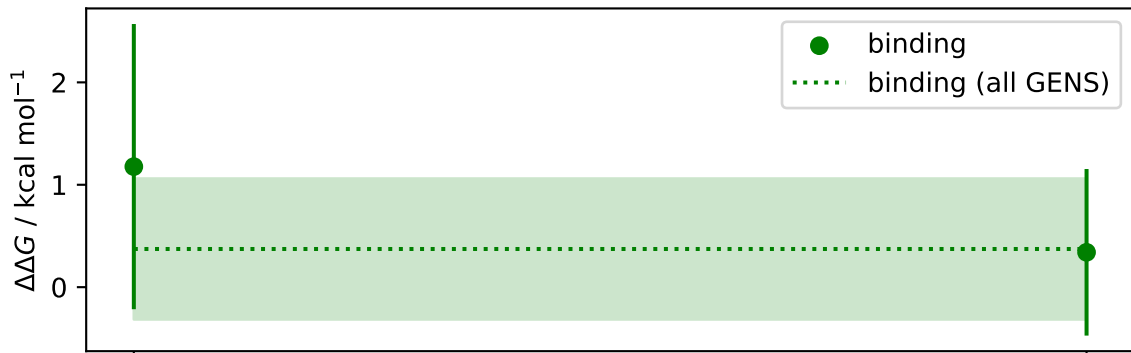 ΔΔG / kcal mol⁻¹
2
1
0
binding
binding (all GENS)